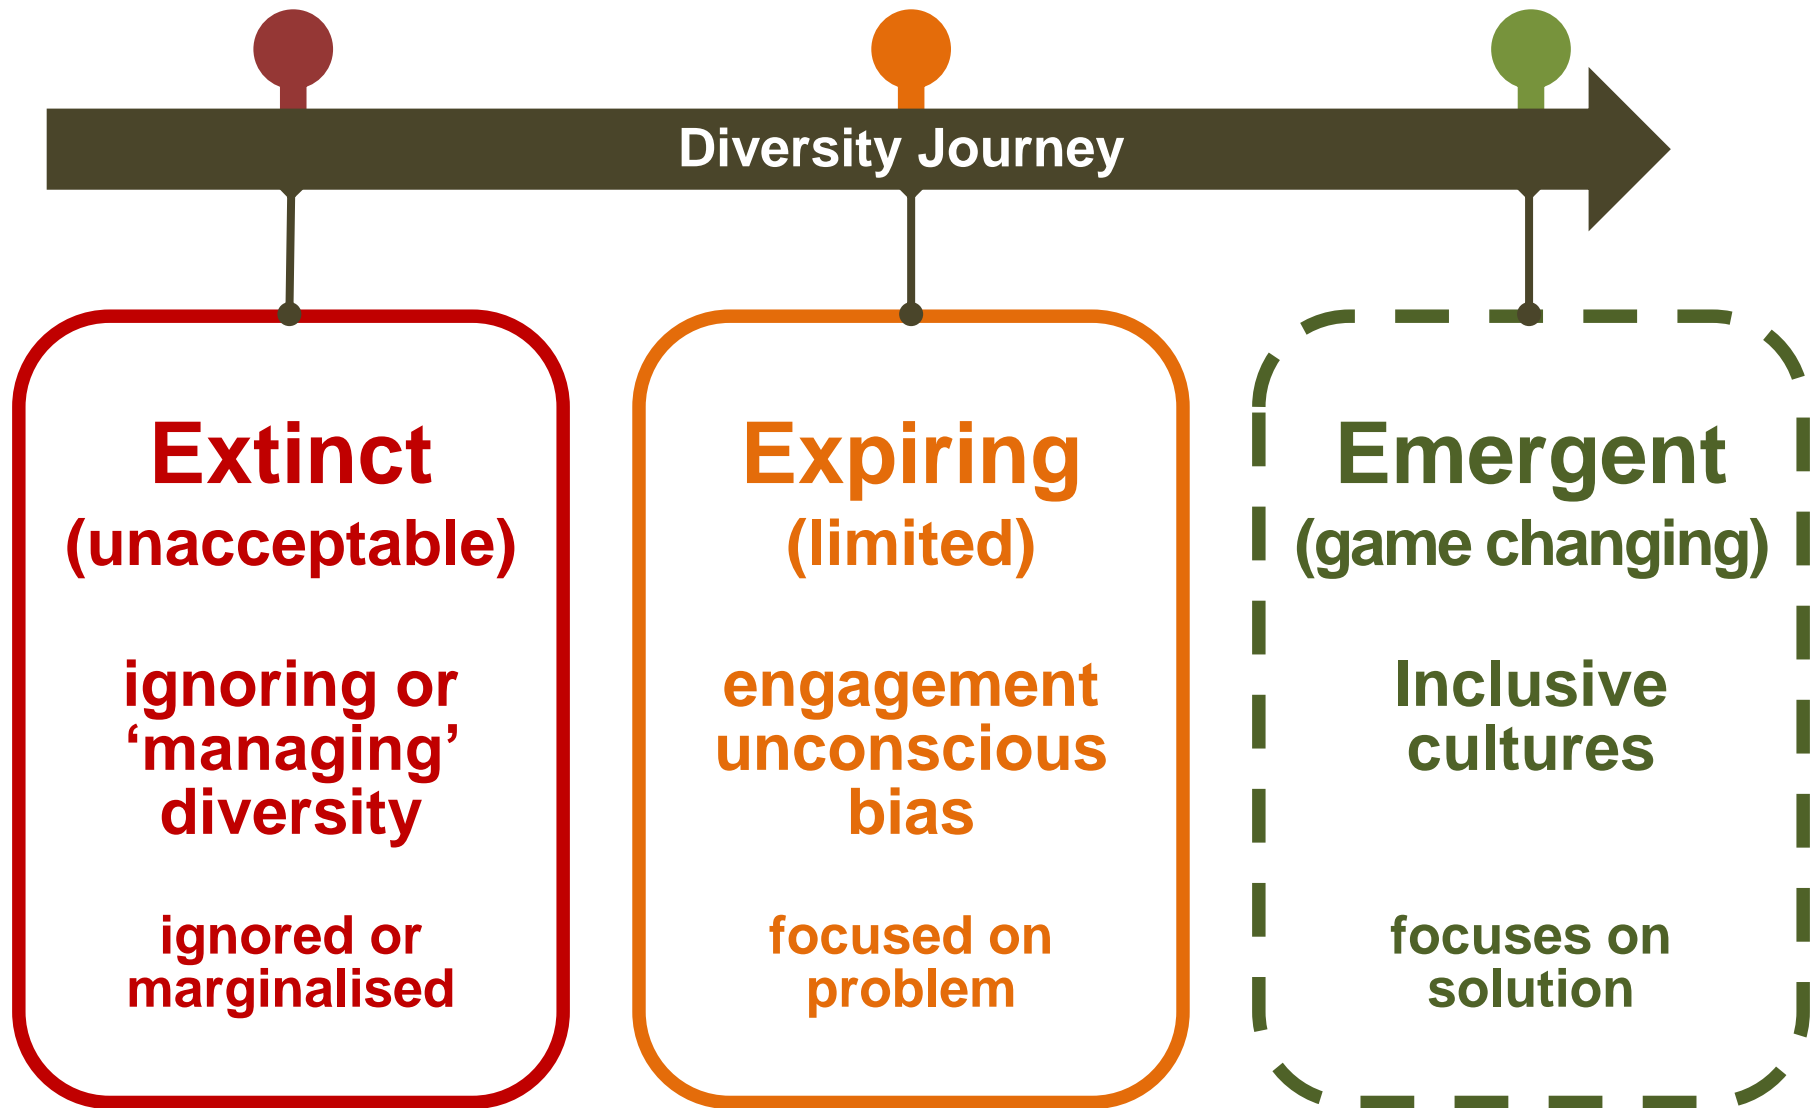 Diversity Journey
Extinct
(unacceptable)
ignoring or
‘managing’
diversity
ignored or
marginalised
Expiring
(limited)
engagement
unconscious
bias
focused on
problem
Emergent
(game changing)
Inclusive
cultures
focuses on
solution